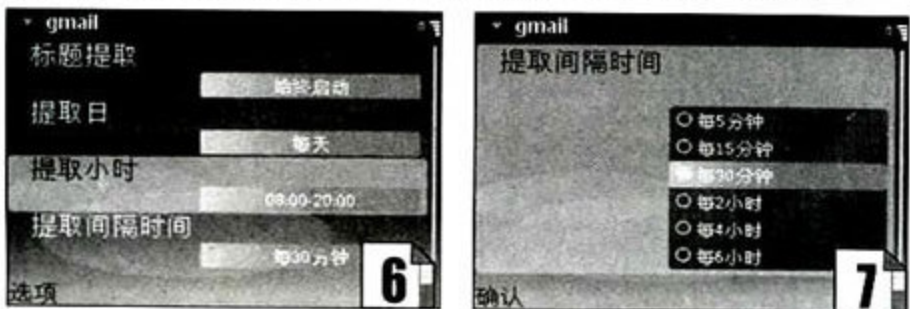 gmail
标题提取
始终启动
提取日
每天
提取小时
08:00-20:00
提取间隔时间
每30分钟
选项
6
gmail
提取间隔时间
每5分钟
每15分钟
每30分钟
每2小时
每4小时
每6小时
确认
7